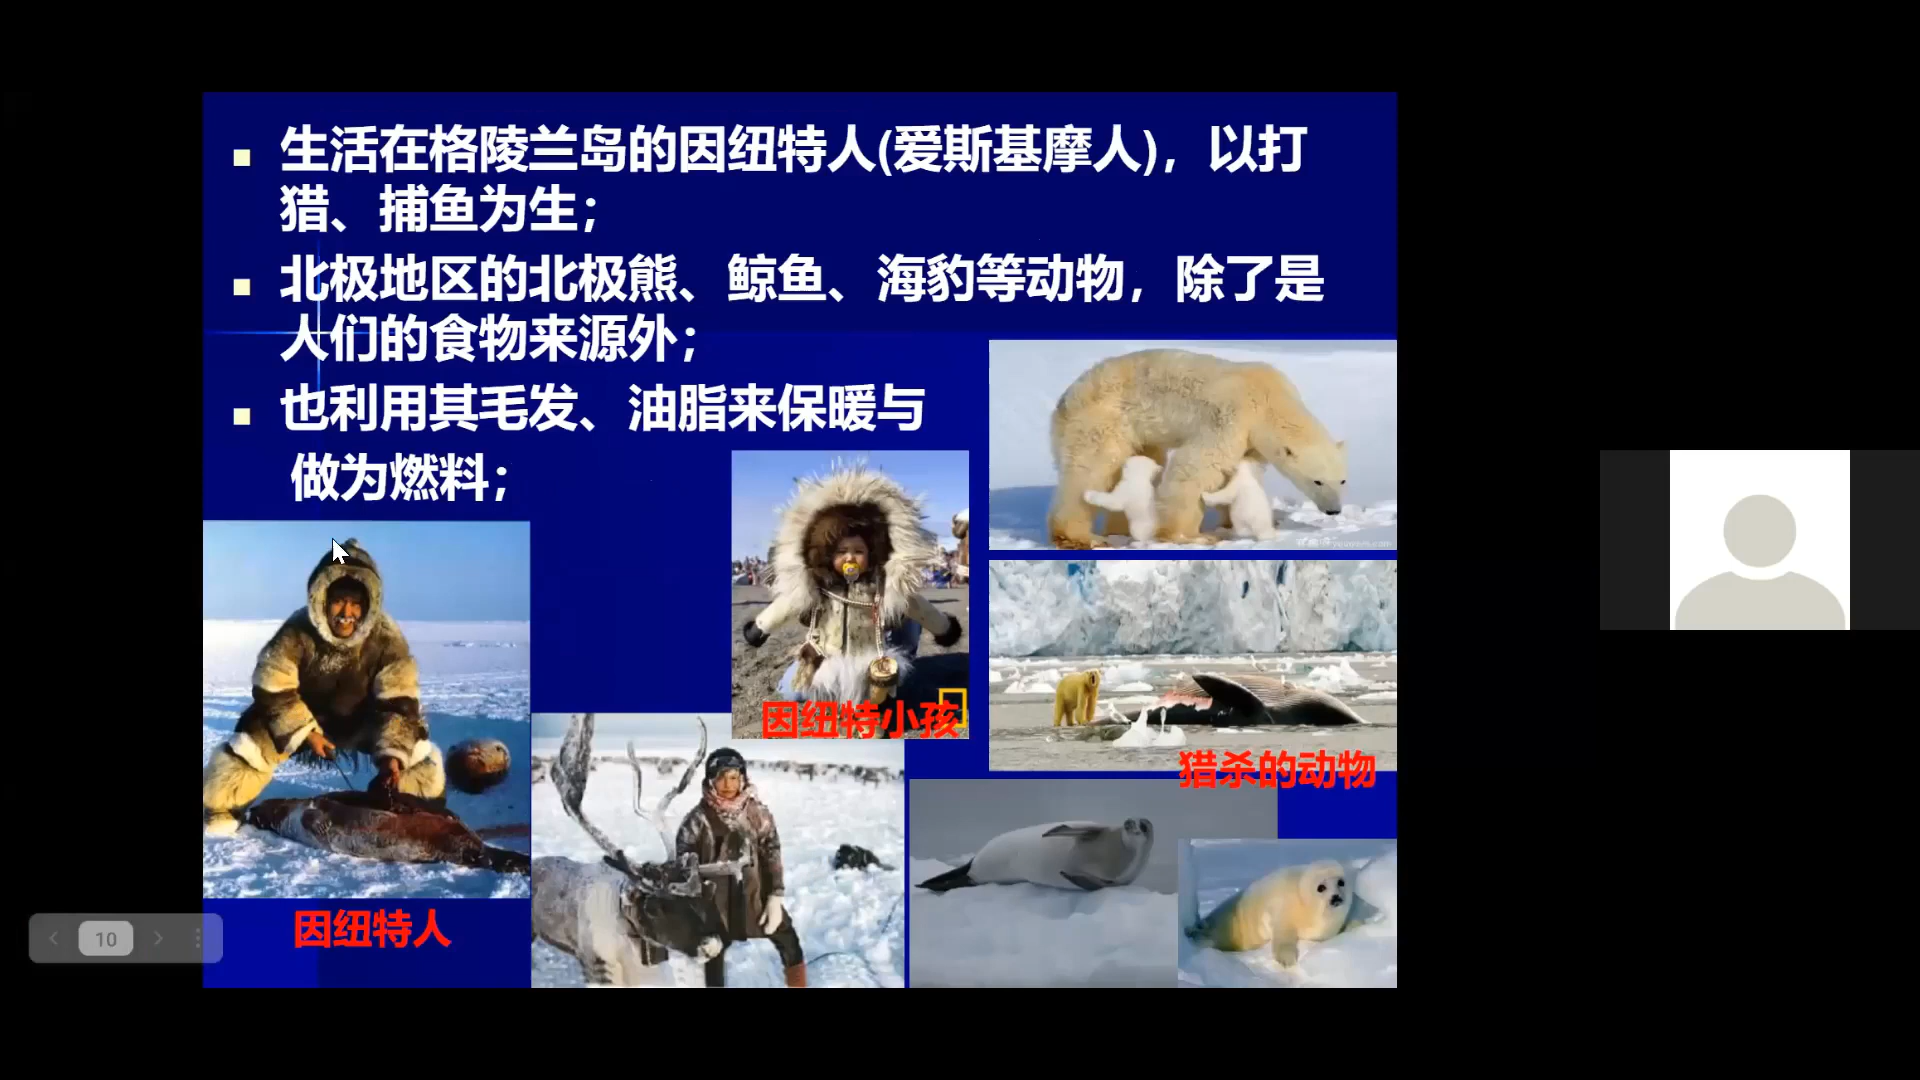 生活在格陵兰岛的因纽特人(爱斯基摩人)，以打
猎、捕鱼为生；
北极地区的北极熊、鲸鱼、海豹等动物，除了是
人们的食物来源外；
也利用其毛发、油脂来保暖与
做为燃料；
因纽特小孩
猎杀的动物
因纽特人
10